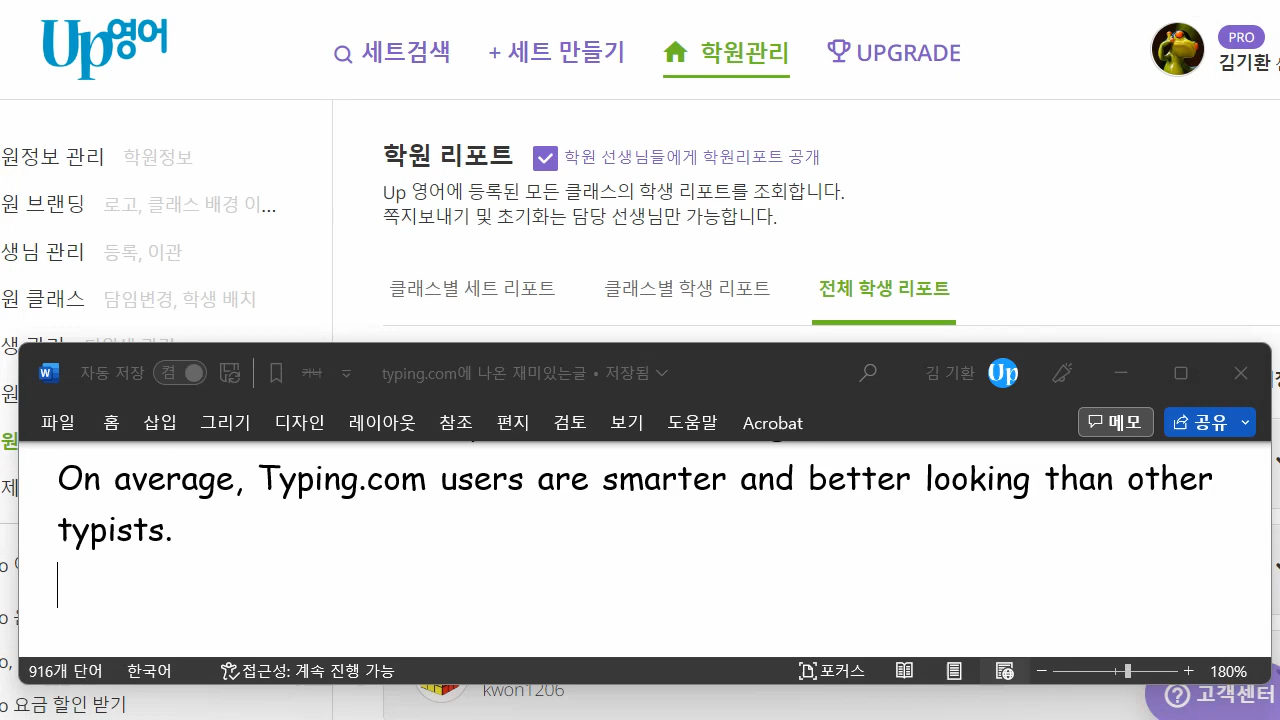 Up영어
세트검색
+ 세트 만들기
학원관리
UPGRADE
PRO
김기환
원정보 관리 학원정보
원 브랜딩 로고, 클래스 배경 이...
생님 관리 등록, 이관
원 클래스 담임변경, 학생 배치
학원 리포트
학원 선생님들에게 학원리포트 공개
Up 영어에 등록된 모든 클래스의 학생 리포트를 조회합니다.
쪽지보내기 및 초기화는 담당 선생님만 가능합니다.
클래스별 세트 리포트 클래스별 학생 리포트 전체 학생 리포트
W 자동 저장 켬 typing.com에 나온 재미있는글 • 저장됨 김 기환 Up
파일 홈 삽입 그리기 디자인 레이아웃 참조 편지 검토 보기 도움말 Acrobat 메모 공유
On average, Typing.com users are smarter and better looking than other
typists.
916개 단어 한국어 접근성: 계속 진행 가능 포커스 180%
kwon1206
고객센터
요금 할인 받기